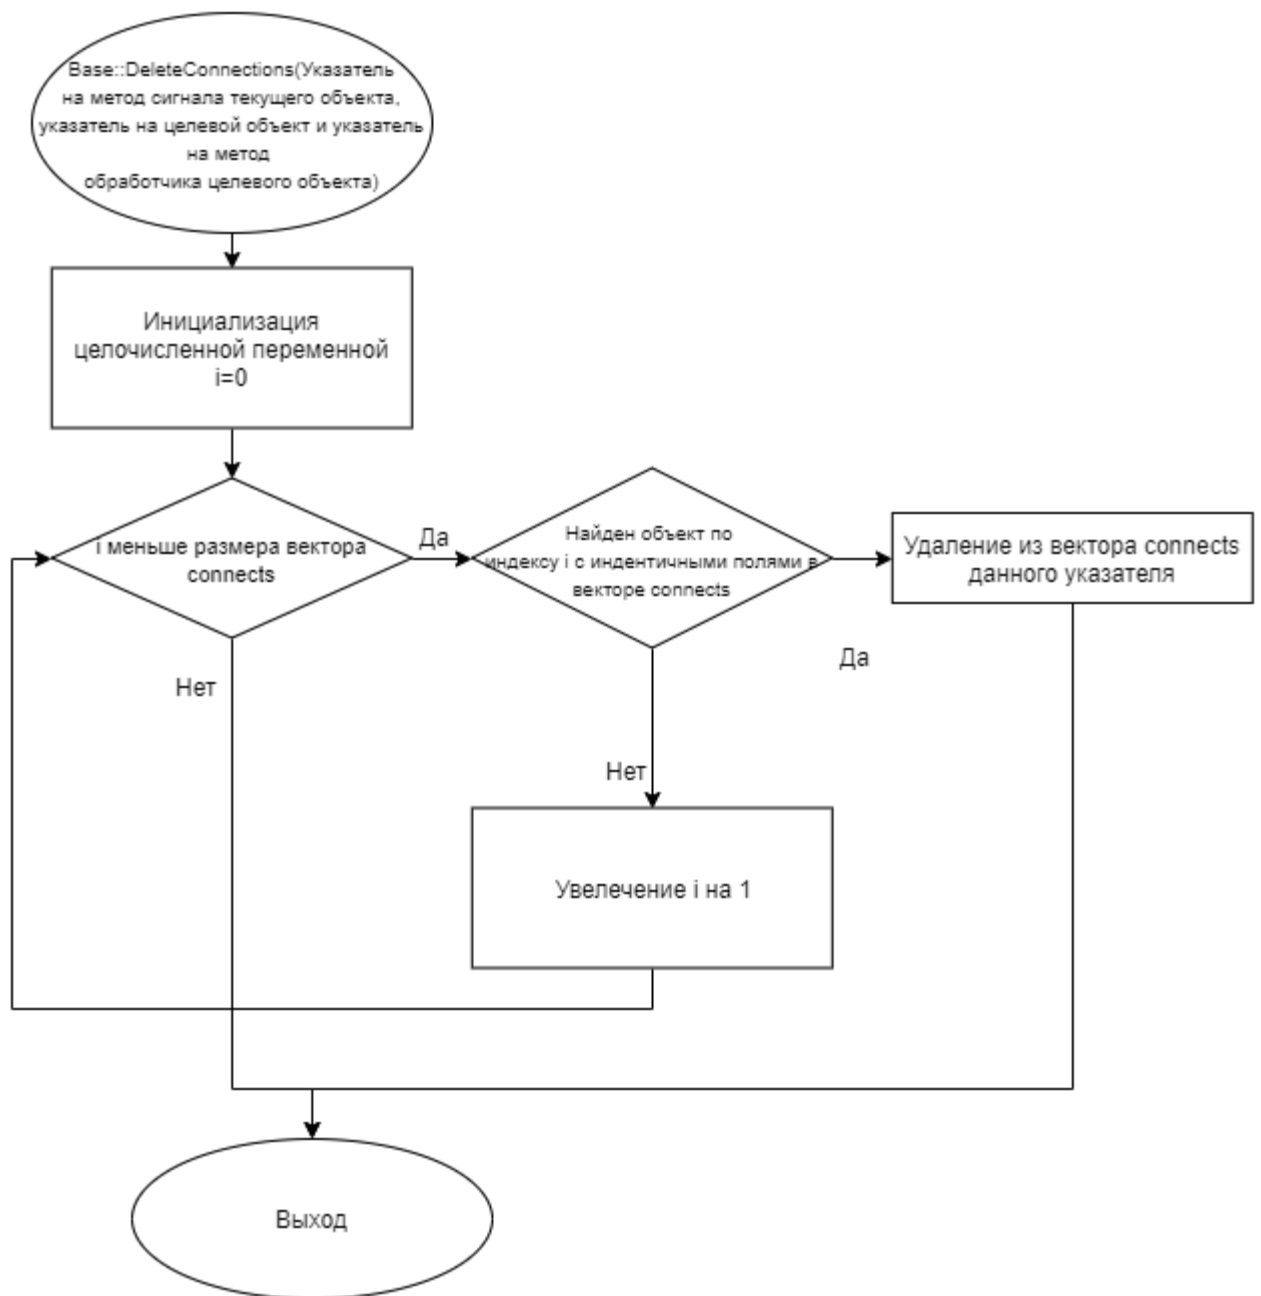 Base::DeleteConnections(Указатель
на метод сигнала текущего объекта,
указатель на целевой объект и указатель
на метод
обработчика целевого объекта)
Инициализация
целочисленной переменной
i=0
i меньше размера вектора
connects
Да
Найден объект по
индексу i с индентичными полями в
векторе connects
Удаление из вектора connects
данного указателя
Да
Нет
Нет
Увелечение i на 1
Выход